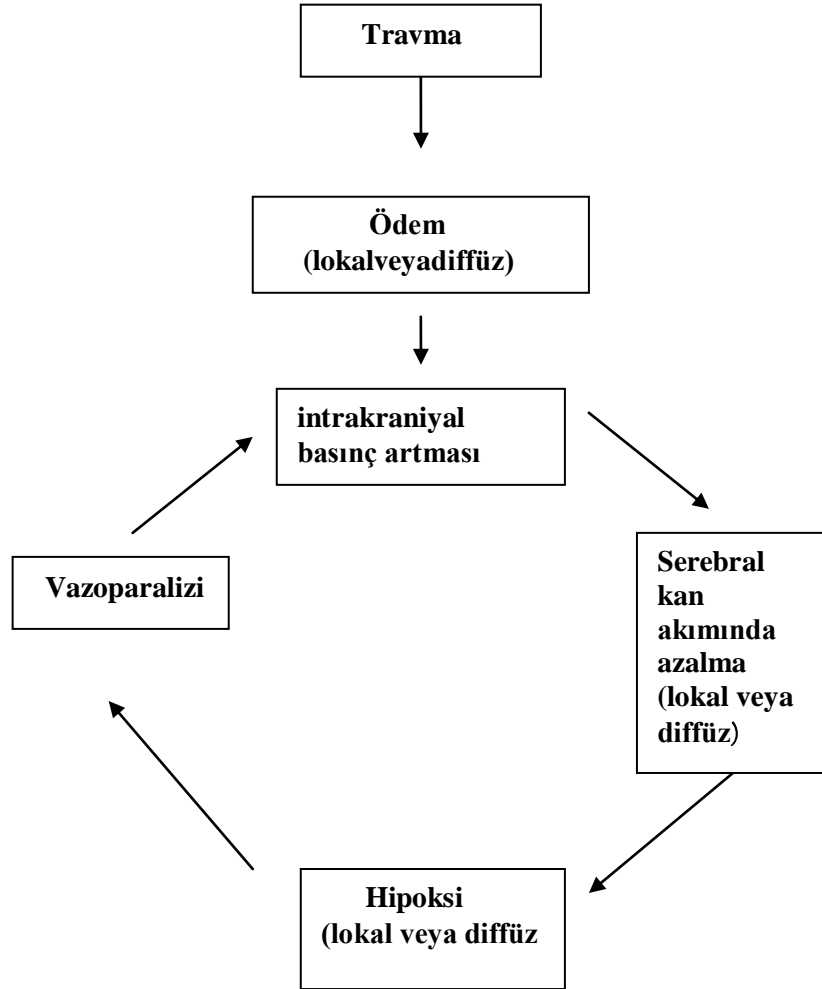 Travma
Ödem
(lokalveyadiffüz)
intrakraniyal
basınç artması
Vazoparalizi
Serebral
kan
akımında
azalma
(lokal veya
diffüz)
Hipoksi
(lokal veya diffüz